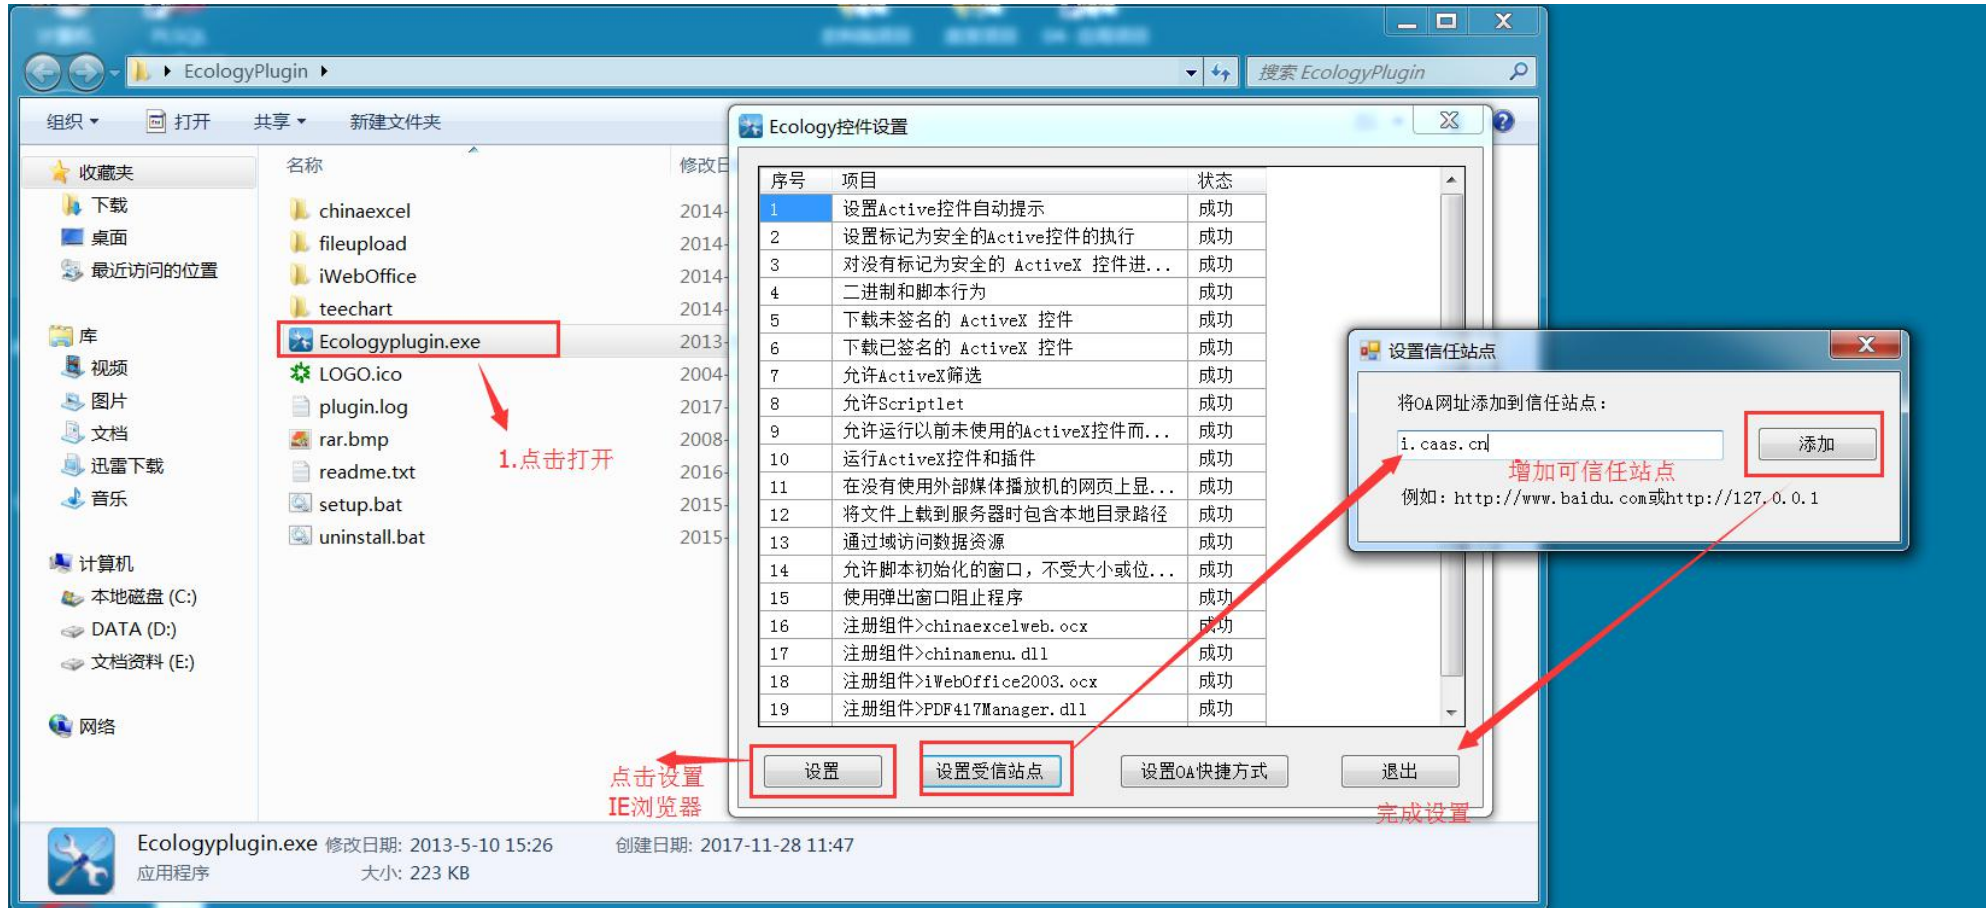 EcologyPlugin
搜索 EcologyPlugin
组织
打开
共享
新建文件夹
收藏夹
下载
桌面
最近访问的位置
库
视频
图片
文档
迅雷下载
音乐
计算机
本地磁盘 (C:)
DATA (D:)
文档资料 (E:)
网络
名称
修改日
chinaexcel 2014-
fileupload 2014-
iWebOffice 2014-
teechart 2014-
Ecologyplugin.exe 2013-
LOGO.ico 2004-
plugin.log 2017-
rar.bmp 2008-
readme.txt 2016-
setup.bat 2015-
uninstall.bat 2015-
1.点击打开
Ecology控件设置
序号 项目 状态
1 设置Active控件自动提示 成功
2 设置标记为安全的Active控件的执行 成功
3 对没有标记为安全的 ActiveX 控件进... 成功
4 二进制和脚本行为 成功
5 下载未签名的 ActiveX 控件 成功
6 下载已签名的 ActiveX 控件 成功
7 允许ActiveX筛选 成功
8 允许Scriptlet 成功
9 允许运行以前未使用的ActiveX控件而... 成功
10 运行ActiveX控件和插件 成功
11 在没有使用外部媒体播放机的网页上显... 成功
12 将文件上载到服务器时包含本地目录路径 成功
13 通过域访问数据资源 成功
14 允许脚本初始化的窗口，不受大小或位... 成功
15 使用弹出窗口阻止程序 成功
16 注册组件>chinaexcelweb.ocx 成功
17 注册组件>chinamenu.dll 成功
18 注册组件>iWebOffice2003.ocx 成功
19 注册组件>PDF417Manager.dll 成功
设置
设置受信站点
设置OA快捷方式
退出
点击设置
IE浏览器
完成设置
设置信任站点
将OA网址添加到信任站点：
i.caas.cn
添加
增加可信任站点
例如：http://www.baidu.com或http://127.0.0.1
Ecologyplugin.exe 修改日期: 2013-5-10 15:26 创建日期: 2017-11-28 11:47
应用程序 大小: 223 KB